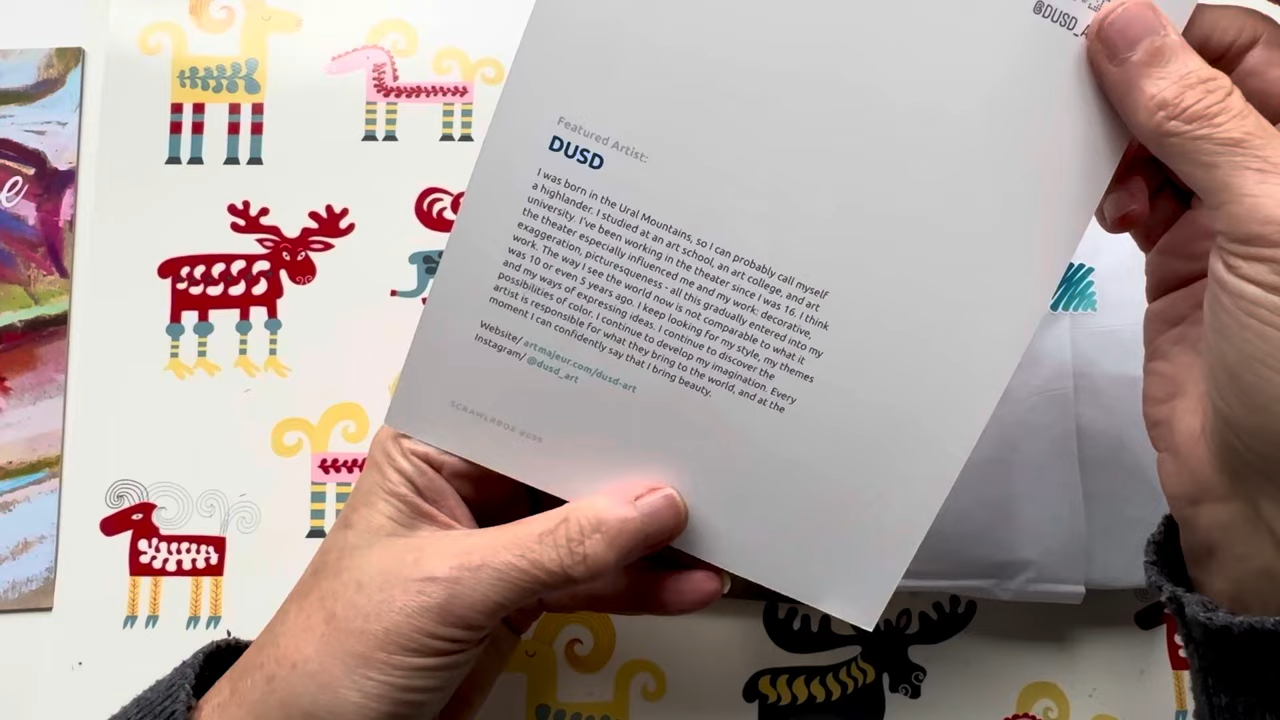 @DUSD_A
e
Featured Artist:
DUSD
I was born in the Ural Mountains, so I can probably call myself
a highlander. I studied at an art school, an art college, and art
university. I've been working in the theater since I was 16. I think
the theater especially influenced me and my work: decorative,
exaggeration, picturesqueness - all this gradually entered into my
work. The way I see the world now is not comparable to what it
was 10 or even 5 years ago. I keep looking for my style, my themes
and my ways of expressing ideas. I continue to discover the
possibilities of color. I continue to develop my imagination. Every
artist is responsible for what they bring to the world, and at the
moment I can confidently say that I bring beauty.
Website/ artmajeur.com/dusd-art
Instagram/ @dusd_art